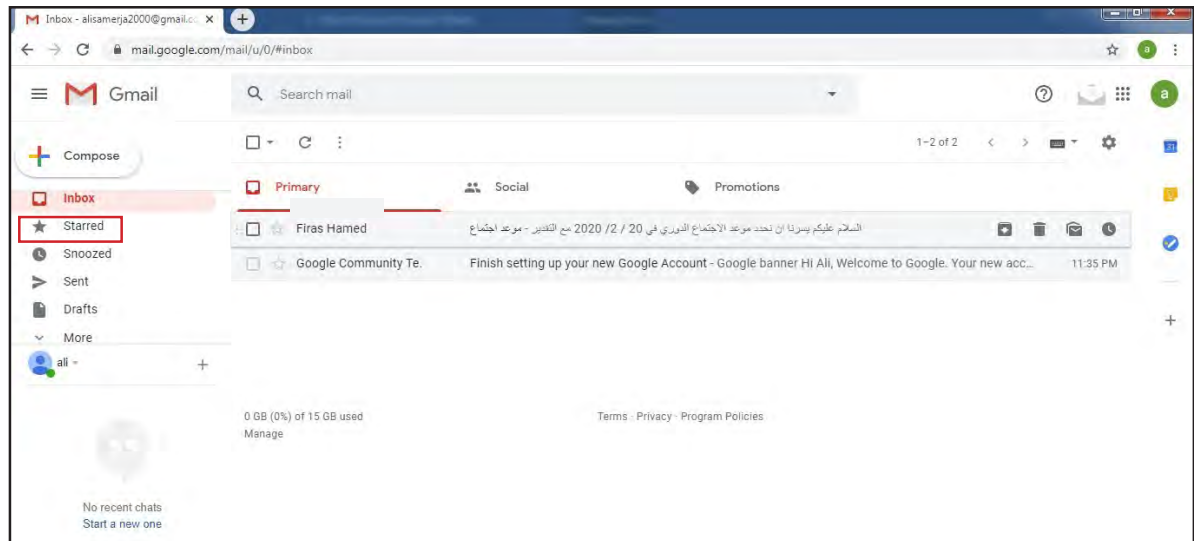 Inbox - alisamerja2000@gmail.c
mail.google.com/mail/u/0/#inbox
a
Gmail
Search mail
a
Compose
1–2 of 2
Primary
Social
Promotions
Inbox
Starred
Snoozed
Sent
Drafts
More
Firas Hamed
السلام عليكم يسرنا ان نحدد موعد الاجتماع الدوري في 20 / 2/ 2020 مع التقدير - موعد اجتماع
Google Community Te.
Finish setting up your new Google Account - Google banner Hi Ali, Welcome to Google. Your new acc...
11:35 PM
31
ali
0 GB (0%) of 15 GB used
Manage
Terms · Privacy · Program Policies
No recent chats
Start a new one